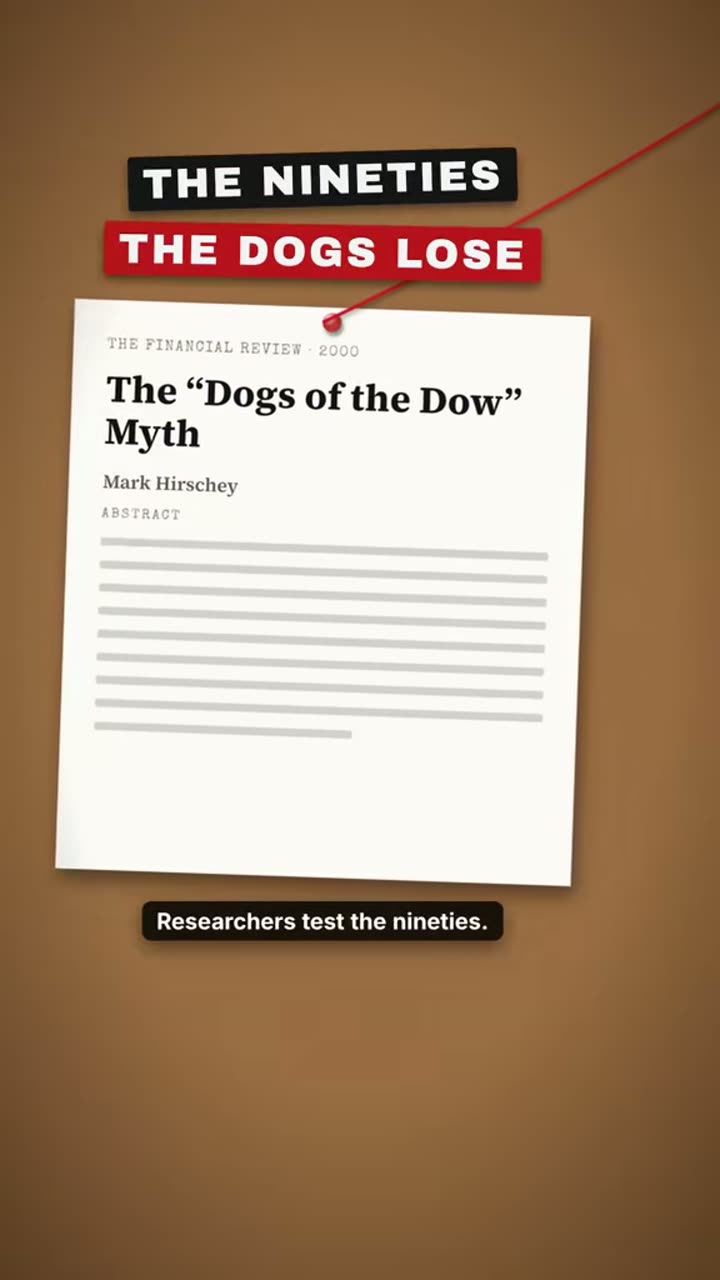 THE NINETIES
THE DOGS LOSE
THE FINANCIAL REVIEW · 2000
The “Dogs of the Dow”
Myth
Mark Hirschey
ABSTRACT
Researchers test the nineties.